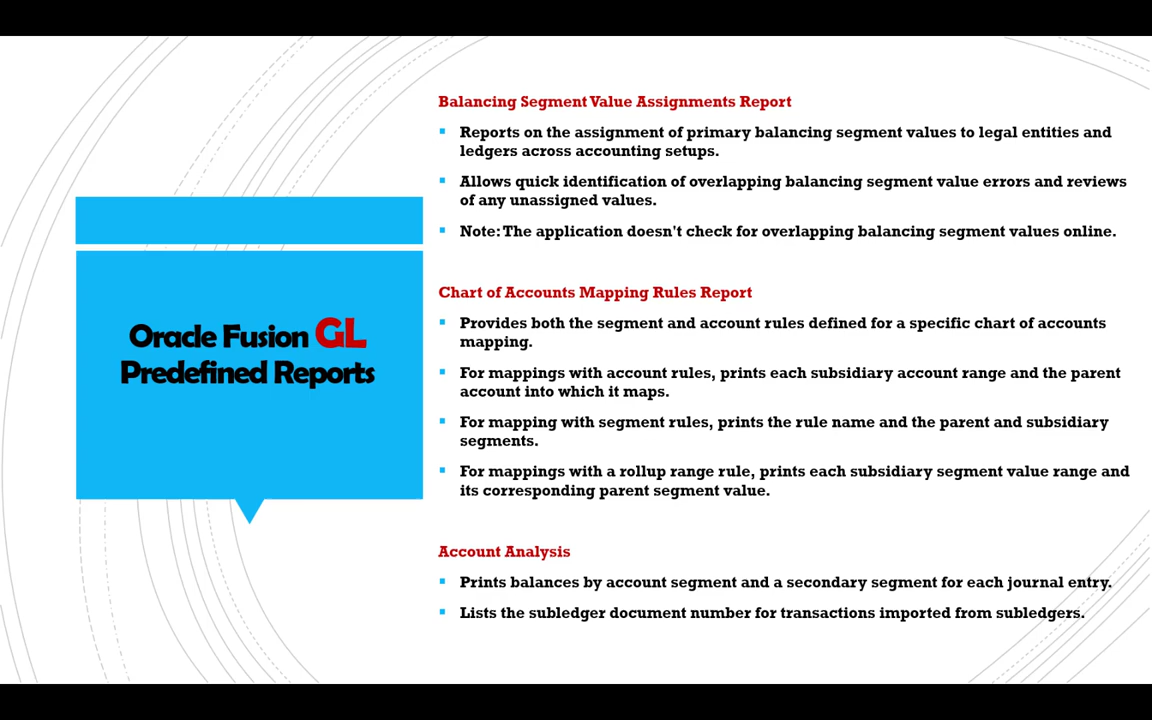 Oracle Fusion GL
Predefined Reports
Balancing Segment Value Assignments Report
Reports on the assignment of primary balancing segment values to legal entities and
ledgers across accounting setups.
Allows quick identification of overlapping balancing segment value errors and reviews
of any unassigned values.
Note: The application doesn't check for overlapping balancing segment values online.
Chart of Accounts Mapping Rules Report
Provides both the segment and account rules defined for a specific chart of accounts
mapping.
For mappings with account rules, prints each subsidiary account range and the parent
account into which it maps.
For mapping with segment rules, prints the rule name and the parent and subsidiary
segments.
For mappings with a rollup range rule, prints each subsidiary segment value range and
its corresponding parent segment value.
Account Analysis
Prints balances by account segment and a secondary segment for each journal entry.
Lists the subledger document number for transactions imported from subledgers.